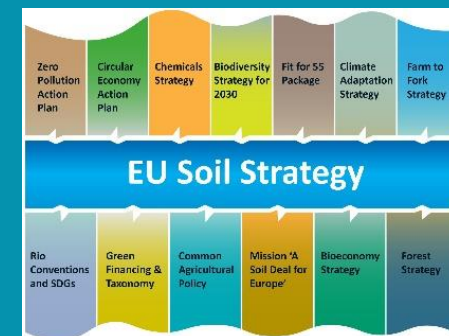 Zero
Pollution
Action
Plan
Circular
Economy
Action
Plan
Chemicals
Strategy
Biodiversity
Strategy for
2030
Fit for 55
Package
Climate
Adaptation
Strategy
Farm to
Fork
Strategy
EU Soil Strategy
Rio
Conventions
and SDGs
Green
Financing &
Taxonomy
Common
Agricultural
Policy
Mission ‘A
Soil Deal for
Europe’
Bioeconomy
Strategy
Forest
Strategy